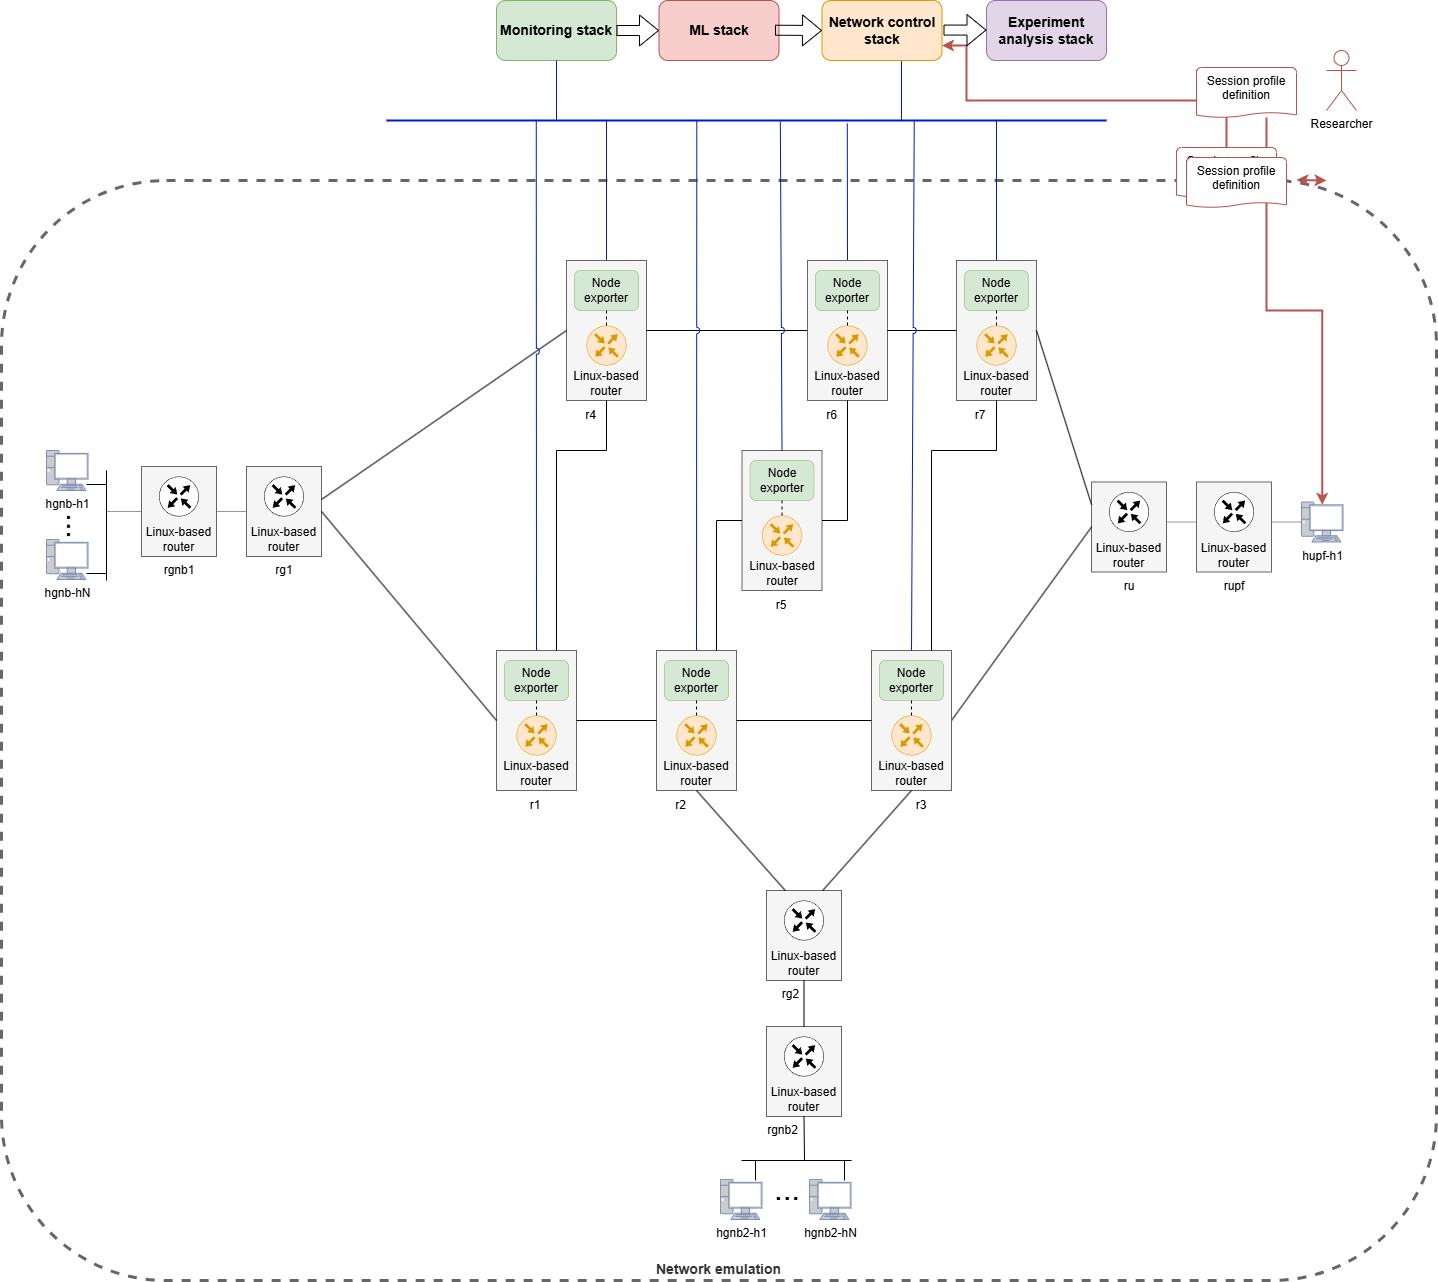 Monitoring stack
ML stack
Network control
stack
Experiment
analysis stack
Session profile
definition
Researcher
Session profile
definition
Node
exporter
Linux-based
router
r4
Node
exporter
Linux-based
router
r6
Node
exporter
Linux-based
router
r7
hgnb-h1
hgnb-hN
Linux-based
router
rgnb1
Linux-based
router
rg1
Node
exporter
Linux-based
router
r5
Linux-based
router
ru
Linux-based
router
rupf
hupf-h1
Node
exporter
Linux-based
router
r1
Node
exporter
Linux-based
router
r2
Node
exporter
Linux-based
router
r3
Linux-based
router
rg2
Linux-based
router
rgnb2
hgnb2-h1
...
hgnb2-hN
Network emulation